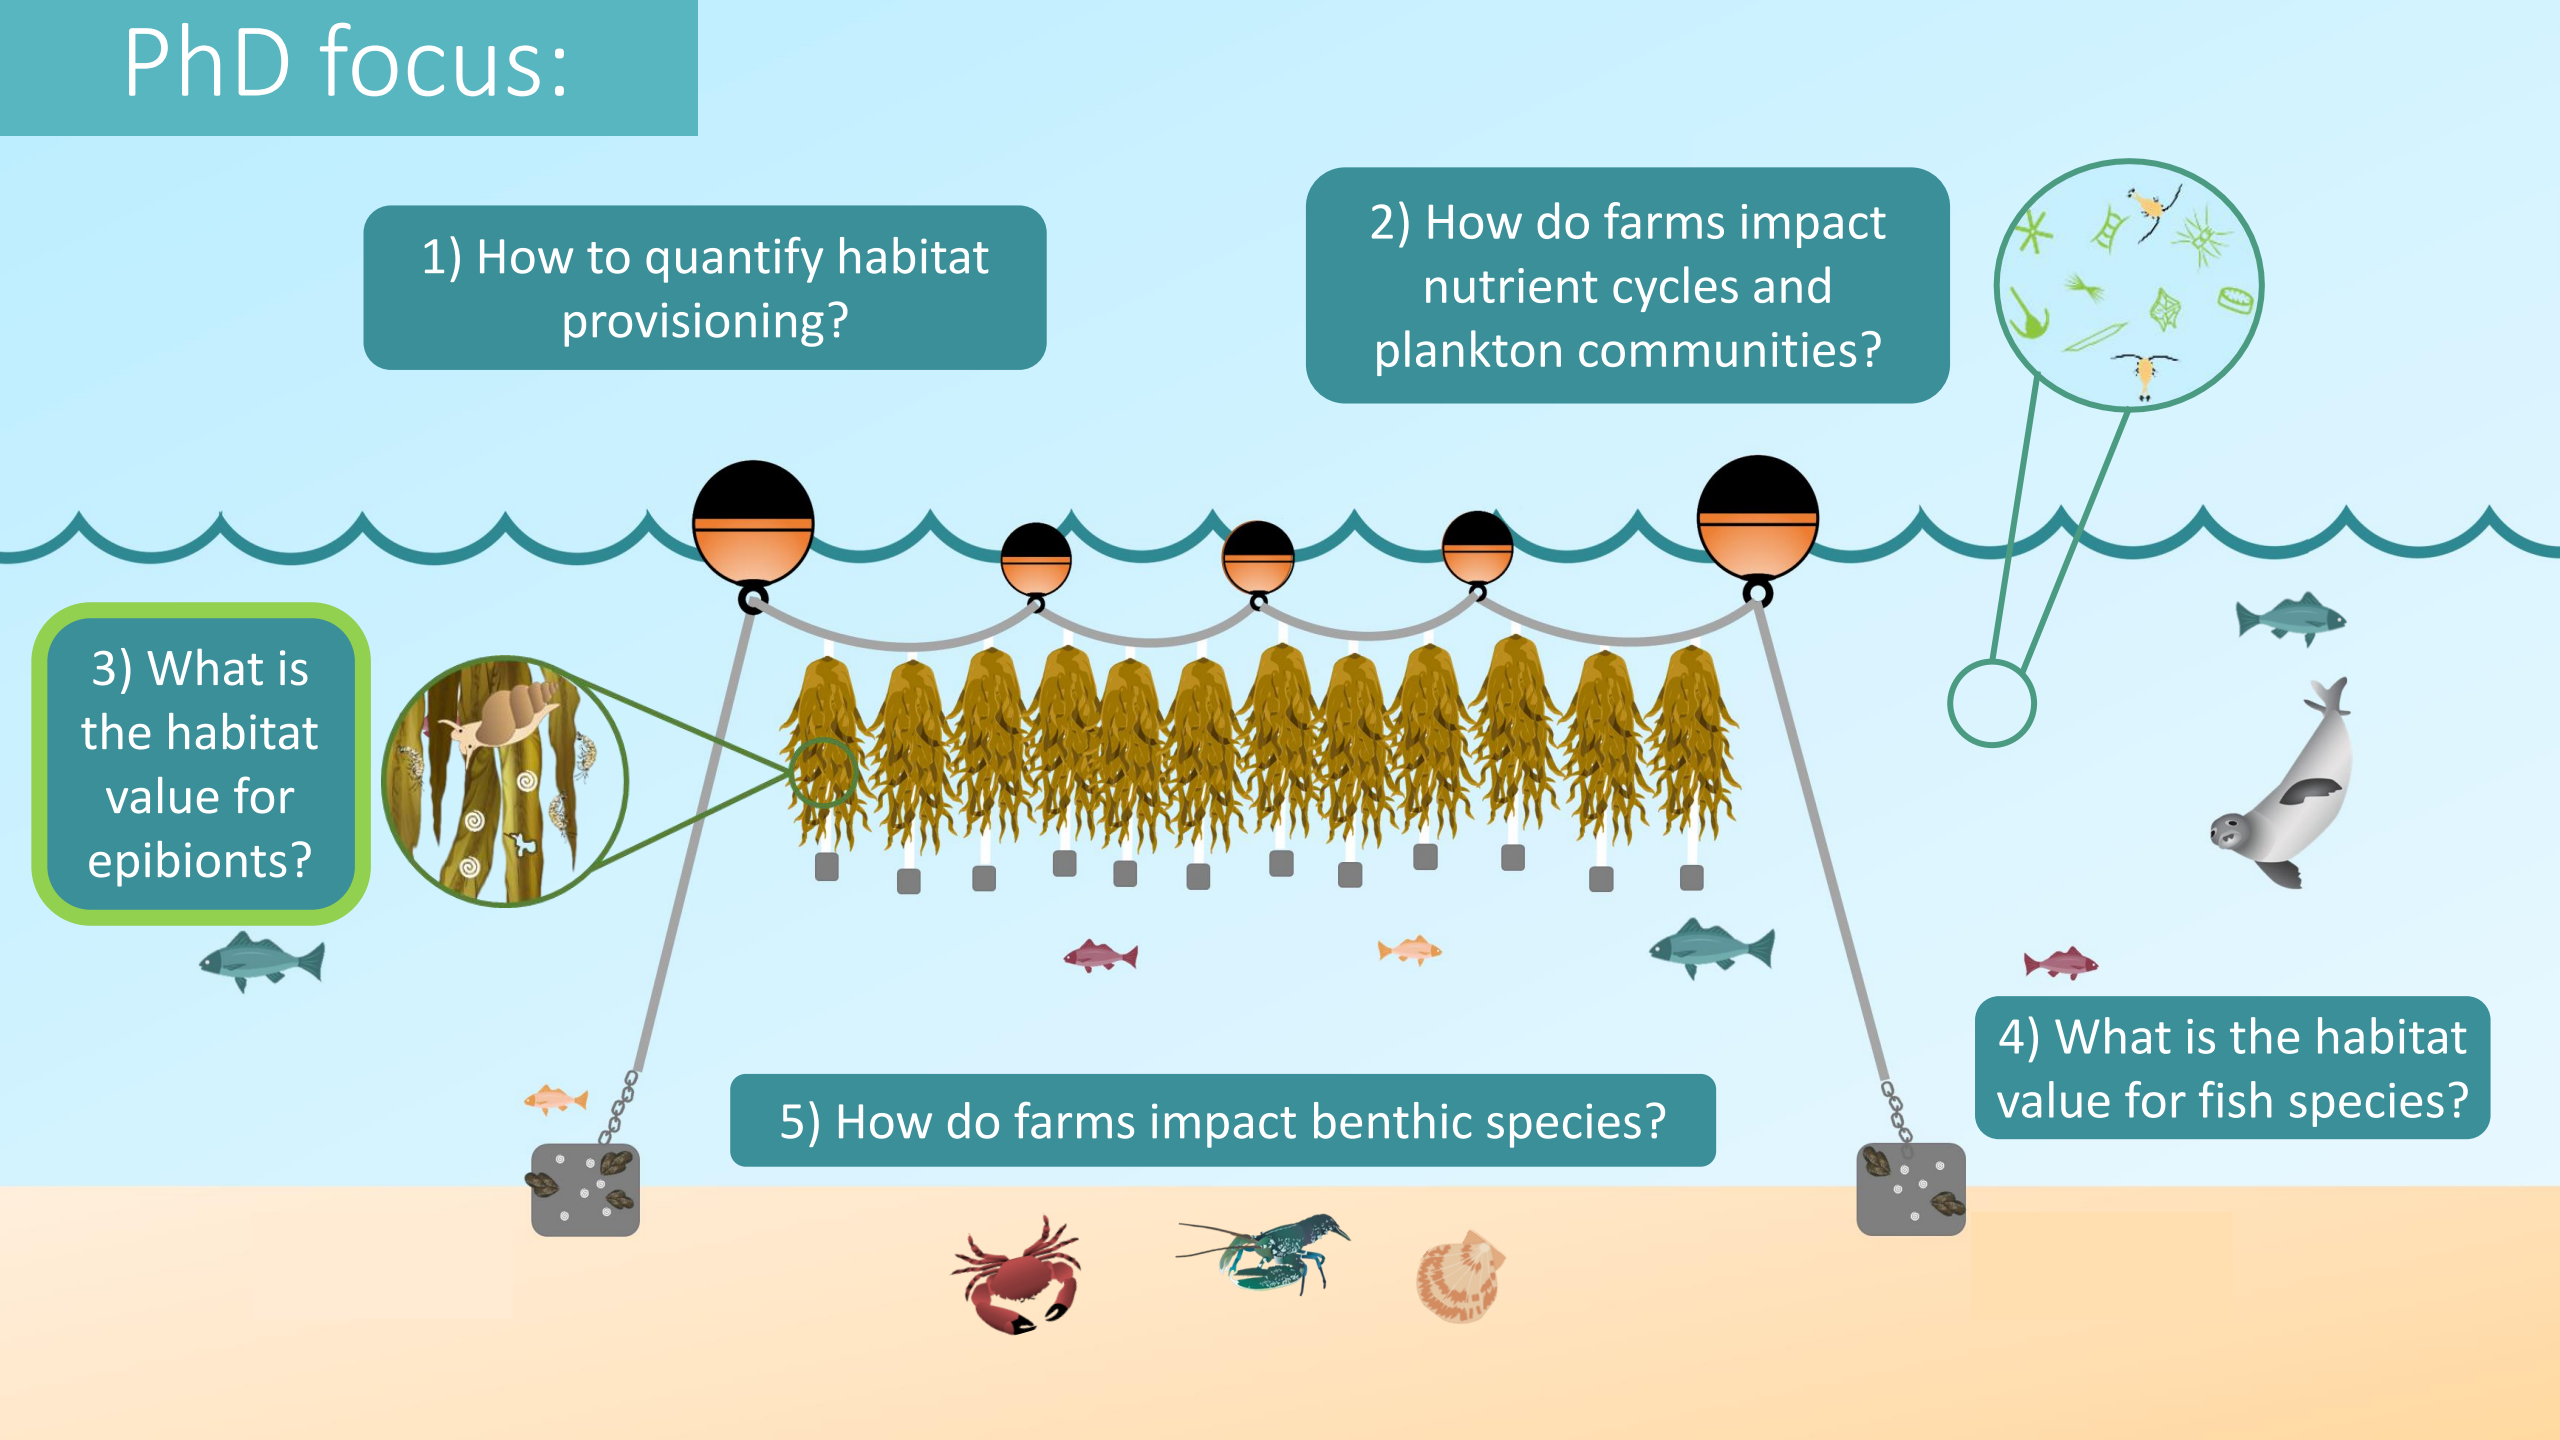 PhD focus:
1) How to quantify habitat
provisioning?
2) How do farms impact
nutrient cycles and
plankton communities?
3) What is
the habitat
value for
epibionts?
4) What is the habitat
value for fish species?
5) How do farms impact benthic species?